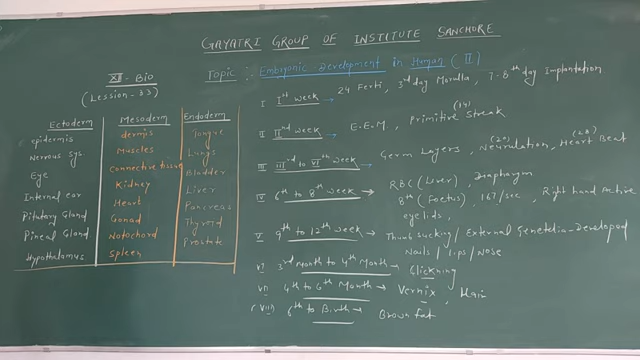 GAYATRI GROUP OF INSTITUTE SANCHORE
XII - Bio
(Lession - 33)
Topic : Embryonic Development in Human (II)
Ectoderm
epidermis
Nervous sys
Eye
Internal ear
Pitutary Gland
Pineal Gland
Hypothalamus
Mesoderm
dermis
Muscles
Connective tissue
Kidney
Heart
Gonad
Notochord
Spleen
Endoderm
Tongue
Lungs
Bladder
Liver
Pancreas
Thyroid
Prostate
I Ist week → 24 Ferti, 3rd day Morulla, 7-8th day Implantation
II IInd week → E.E.M., Primitive Streak (14)
III IIIrd to VIth week → Germ Layers, Neurulation (20), Heart Beat
IV 6th to 8th week → RBC (Liver), Diaphragm
8th (Foetus), 167/sec, Right hand Active
eyelids,
V 9th to 12th week → Thumb sucking / External Genetelia - Developed
Nails / Lips / Nose
VI 3rd Month to 4th Month → Glickning
VII 4th to 6th Month → Vernix, Hair
VIII 6th to Birth → Brown fat